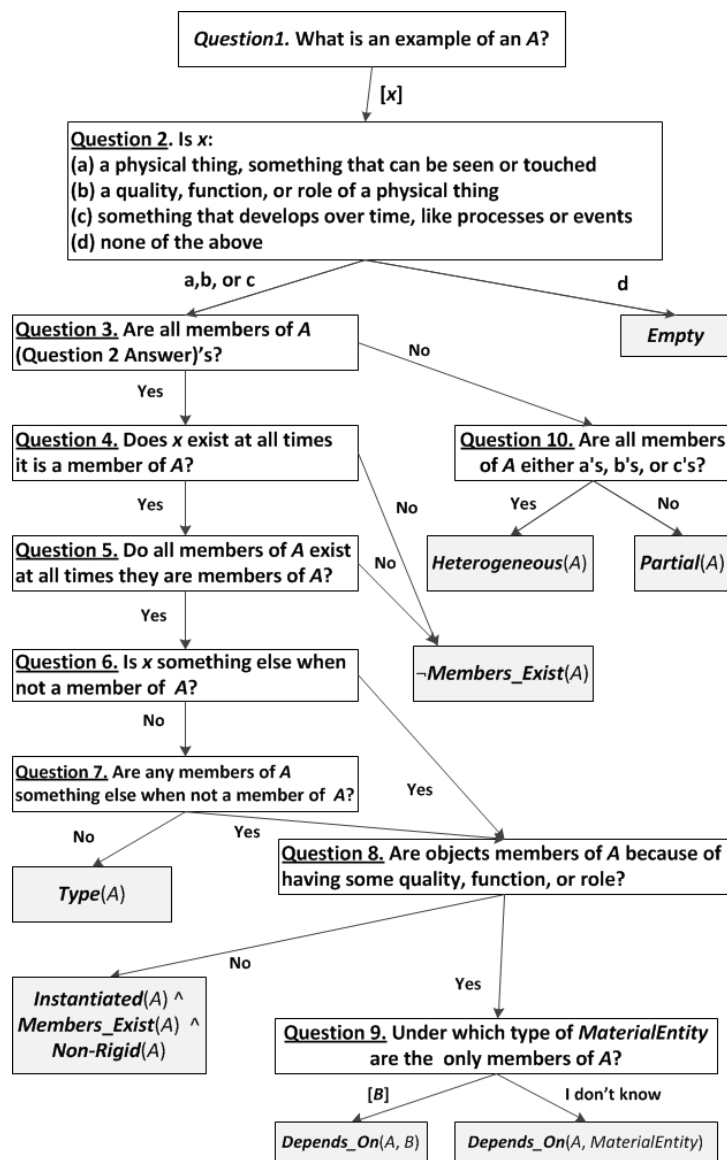 Question1. What is an example of an A?
[x]
Question 2. Is x:
(a) a physical thing, something that can be seen or touched
(b) a quality, function, or role of a physical thing
(c) something that develops over time, like processes or events
(d) none of the above
a,b, or c
d
Question 3. Are all members of A
(Question 2 Answer)'s?
Empty
No
Yes
Question 4. Does x exist at all times
it is a member of A?
Question 10. Are all members
of A either a's, b's, or c's?
Yes
No
Yes
No
Question 5. Do all members of A exist
at all times they are members of A?
No
Heterogeneous(A)
Partial(A)
Yes
Question 6. Is x something else when
not a member of A?
¬Members_Exist(A)
No
Question 7. Are any members of A
something else when not a member of A?
Yes
No
Yes
Question 8. Are objects members of A because of
having some quality, function, or role?
Type(A)
No
Yes
Instantiated(A) ^
Members_Exist(A) ^
Non-Rigid(A)
Question 9. Under which type of MaterialEntity
are the only members of A?
[B]
I don't know
Depends_On(A, B)
Depends_On(A, MaterialEntity)